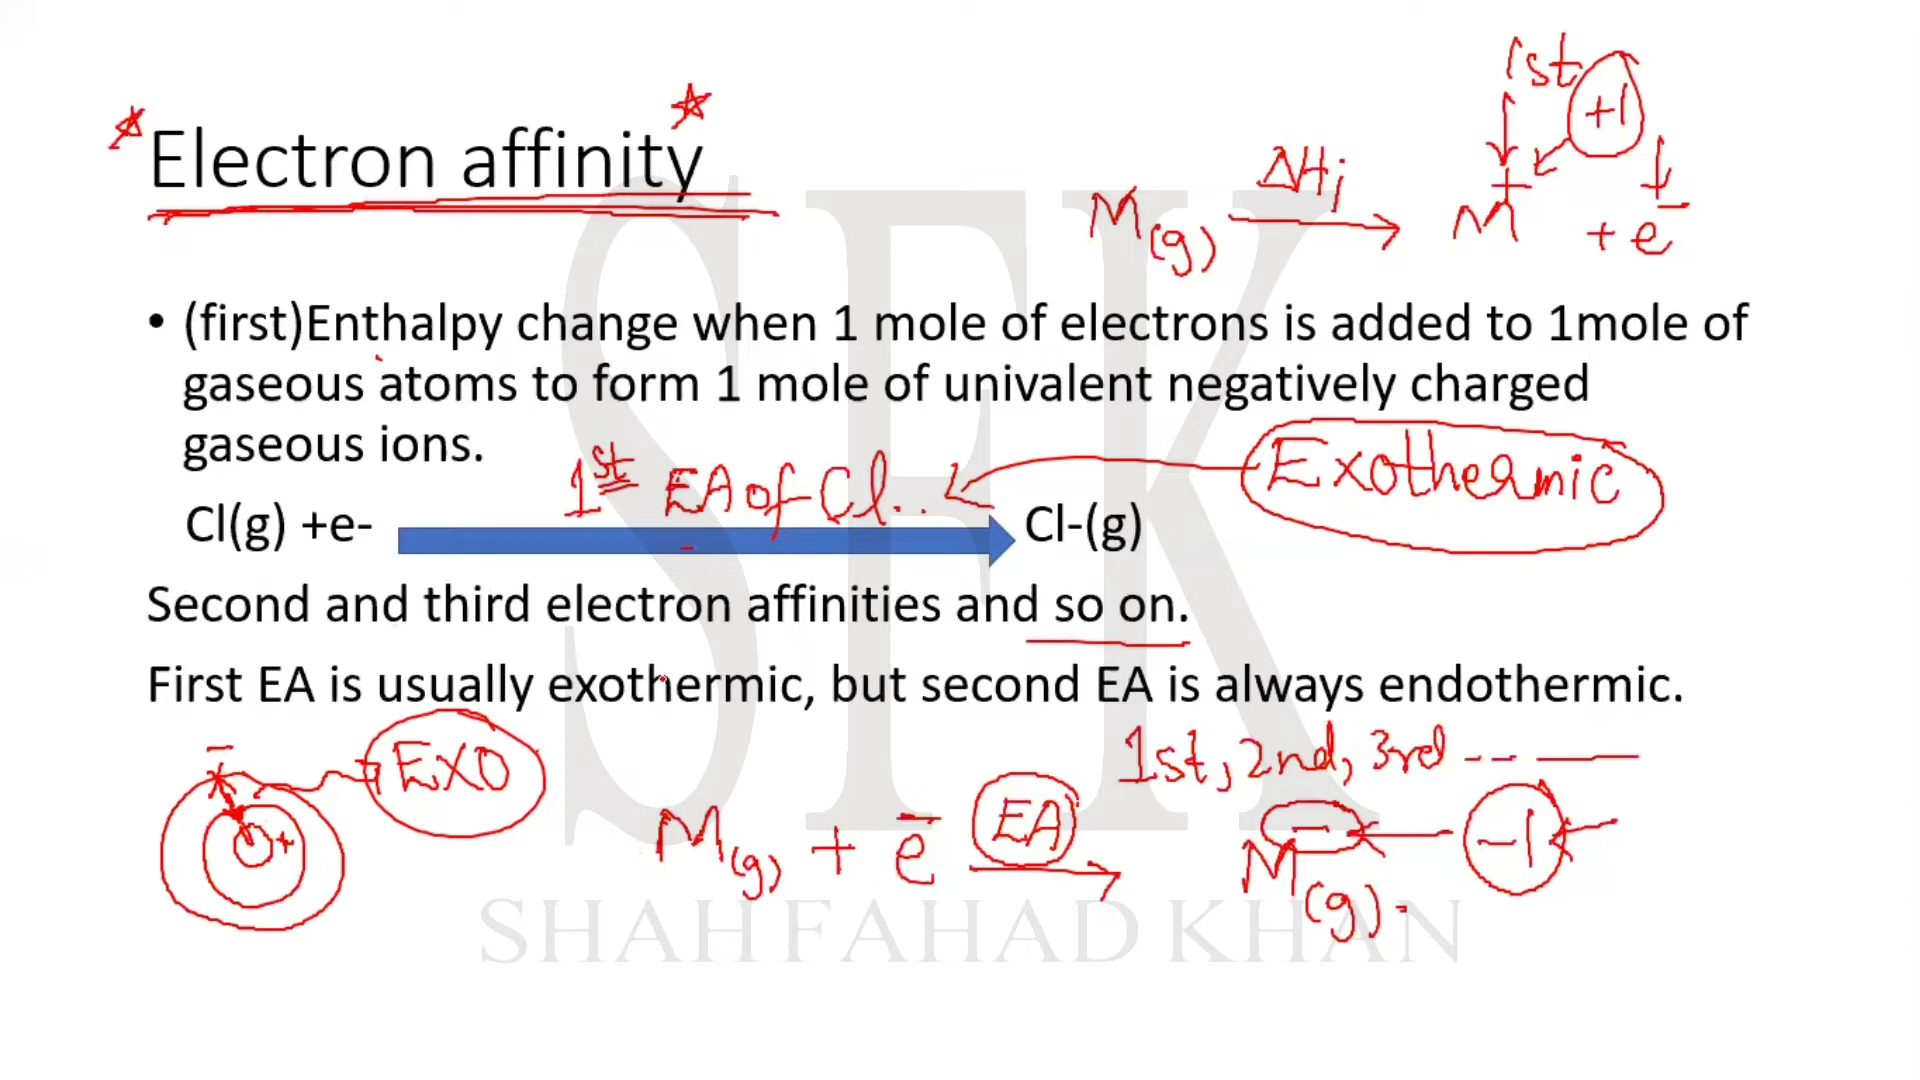 Electron affinity
1st
+1
ΔHi
M(g) → M+ + e-
• (first)Enthalpy change when 1 mole of electrons is added to 1mole of
gaseous atoms to form 1 mole of univalent negatively charged
gaseous ions.
1st EA of Cl..
Exothermic
Cl(g) +e- Cl-(g)
Second and third electron affinities and so on.
First EA is usually exothermic, but second EA is always endothermic.
EXO
1st, 2nd, 3rd -- —
- +
M(g) + e- EA → M-(g).
-1
SFK
SHAH FAHAD KHAN